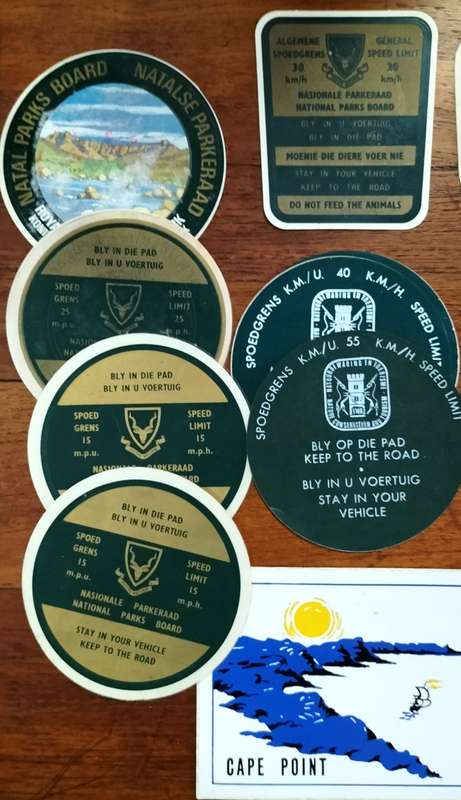 NATAL PARKS BOARD NATALSE PARKERAAD
ALGEMENE GENERAL
SPOEDGRENS SPEED LIMIT
30 20
km/h km/h
NASIONALE PARKERAAD
NATIONAL PARKS BOARD
BLY IN U VOERTUIG
BLY IN DIE PAD
MOENIE DIE DIERE VOER NIE
STAY IN YOUR VEHICLE
KEEP TO THE ROAD
DO NOT FEED THE ANIMALS
BLY IN DIE PAD
BLY IN U VOERTUIG
SPOED SPEED
GRENS LIMIT
25 25
m.p.u. m.p.h.
SPOEDGRENS K.M./U. 40 K.M./H. SPEED LIMIT
BLY IN DIE PAD
BLY IN U VOERTUIG
SPOED SPEED
GRENS LIMIT
15 15
m.p.u. m.p.h.
NASIONALE PARKERAAD
SPOEDGRENS K.M./U. 55 K.M./H. SPEED LIMIT
BLY OP DIE PAD
KEEP TO THE ROAD
BLY IN U VOERTUIG
STAY IN YOUR
VEHICLE
BLY IN DIE PAD
BLY IN U VOERTUIG
SPOED SPEED
GRENS LIMIT
15 15
m.p.u. m.p.h.
NASIONALE PARKERAAD
NATIONAL PARKS BOARD
STAY IN YOUR VEHICLE
KEEP TO THE ROAD
CAPE POINT